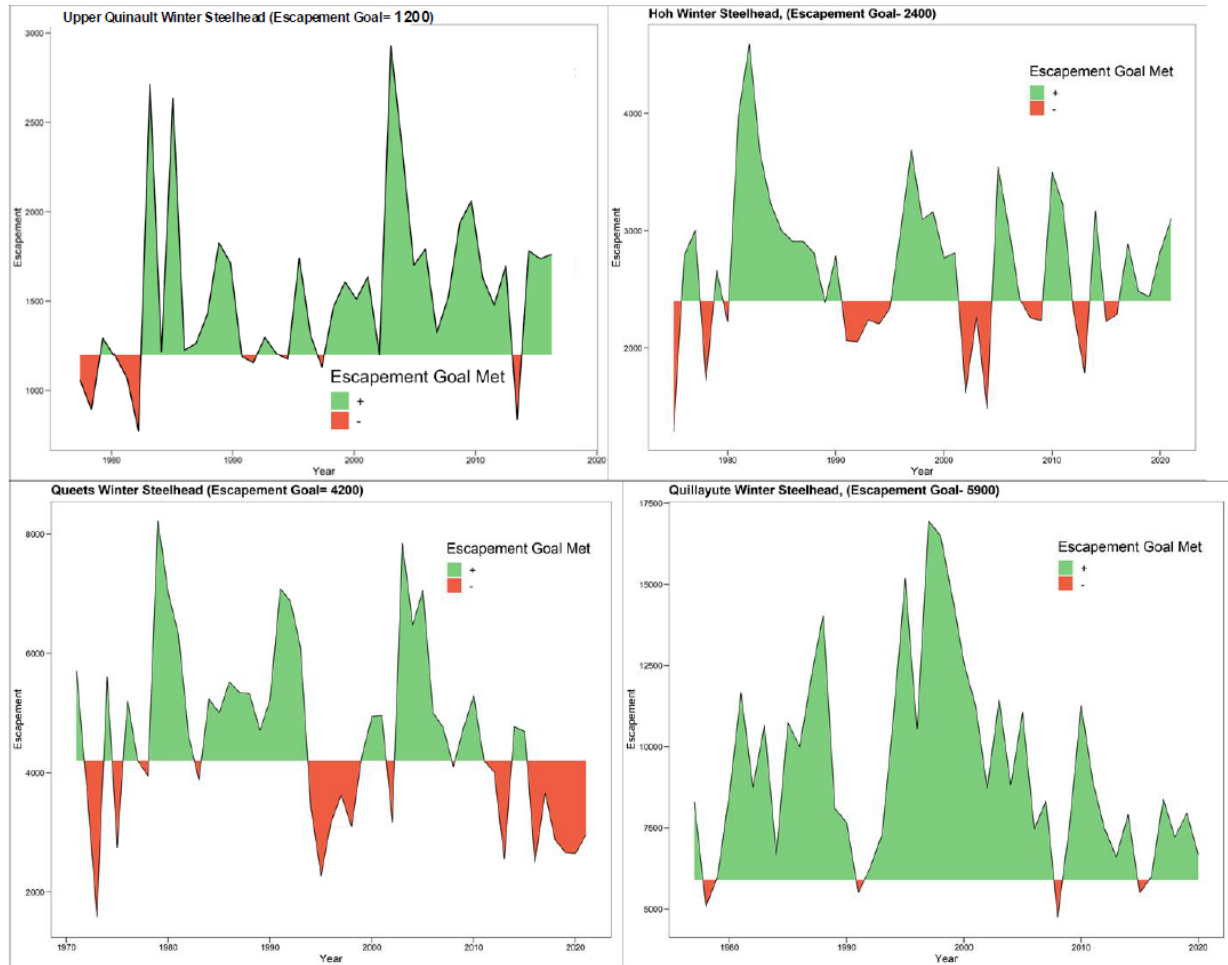 Upper Quinault Winter Steelhead (Escapement Goal= 1200)
3000
2500
2000
1500
1000
Escapement
Escapement Goal Met
+
-
1980
1990
2000
2010
2020
Year
Hoh Winter Steelhead, (Escapement Goal- 2400)
4000
3000
2000
Escapement
Escapement Goal Met
+
-
1980
1990
2000
2010
2020
Year
Queets Winter Steelhead (Escapement Goal= 4200)
8000
6000
4000
2000
Escapement
Escapement Goal Met
+
-
1970
1980
1990
2000
2010
2020
Year
Quillayute Winter Steelhead, (Escapement Goal- 5900)
17500
15000
12500
10000
7500
5000
Escapement
Escapement Goal Met
+
-
1980
1990
2000
2010
2020
Year